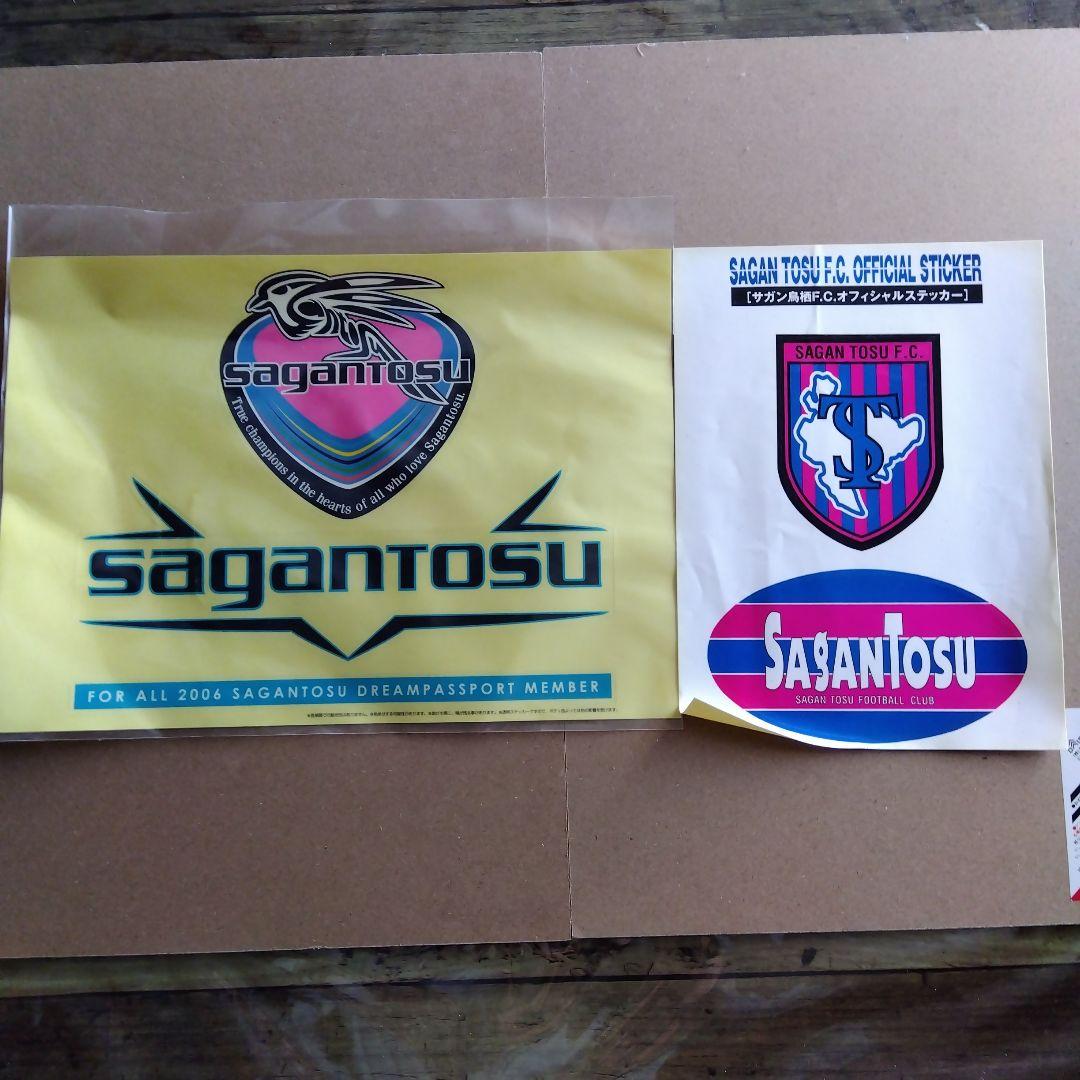 sagantosu
True champions in the hearts of all who love Sagantosu.
sagantosu
FOR ALL 2006 SAGANTOSU DREAMPASSPORT MEMBER
SAGAN TOSU F.C. OFFICIAL STICKER
[サガン鳥栖F.C.オフィシャルステッカー]
SAGAN TOSU F.C.
ST
SAganTosu
SAGAN TOSU FOOTBALL CLUB